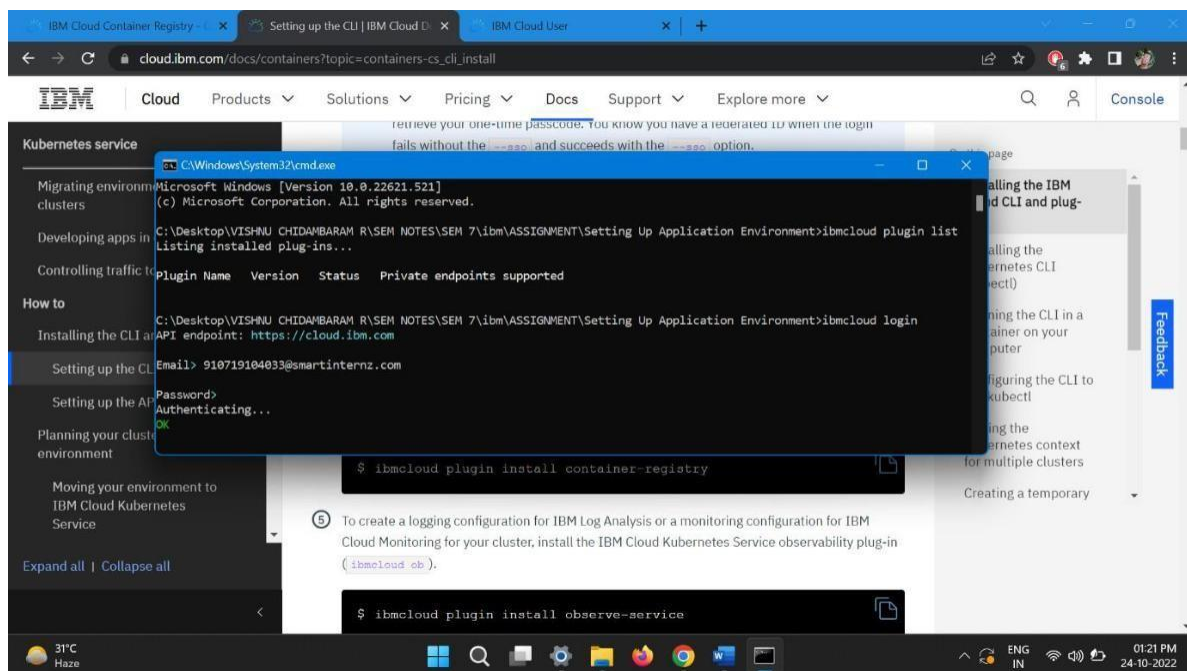 IBM Cloud Container Registry -
Setting up the CLI | IBM Cloud D
IBM Cloud User
cloud.ibm.com/docs/containers?topic=containers-cs_cli_install
6
IBM Cloud Products Solutions Pricing Docs Support Explore more Console
Kubernetes service
Migrating environm
clusters
Developing apps in
Controlling traffic to
How to
Installing the CLI an
Setting up the CL
Setting up the AP
Planning your cluste
environment
Moving your environment to
IBM Cloud Kubernetes
Service
Expand all | Collapse all
retrieve your one-time passcode. You know you have a federated ID when the login
fails without the --sso and succeeds with the --sso option.
C:\Windows\System32\cmd.exe
Microsoft Windows [Version 10.0.22621.521]
(c) Microsoft Corporation. All rights reserved.
C:\Desktop\VISHNU CHIDAMBARAM R\SEM NOTES\SEM 7\ibm\ASSIGNMENT\Setting Up Application Environment>ibmcloud plugin list
Listing installed plug-ins...
Plugin Name Version Status Private endpoints supported
C:\Desktop\VISHNU CHIDAMBARAM R\SEM NOTES\SEM 7\ibm\ASSIGNMENT\Setting Up Application Environment>ibmcloud login
API endpoint: https://cloud.ibm.com
Email> 910719104033@smartinternz.com
Password>
Authenticating...
OK
$ ibmcloud plugin install container-registry
5 To create a logging configuration for IBM Log Analysis or a monitoring configuration for IBM
Cloud Monitoring for your cluster, install the IBM Cloud Kubernetes Service observability plug-in
( ibmcloud ob ).
$ ibmcloud plugin install observe-service
page
alling the IBM
d CLI and plug-
alling the
ernetes CLI
ectl)
ning the CLI in a
ainer on your
puter
figuring the CLI to
kubectl
ing the
ernetes context
for multiple clusters
Creating a temporary
Feedback
31°C
Haze
ENG
IN
01:21 PM
24-10-2022